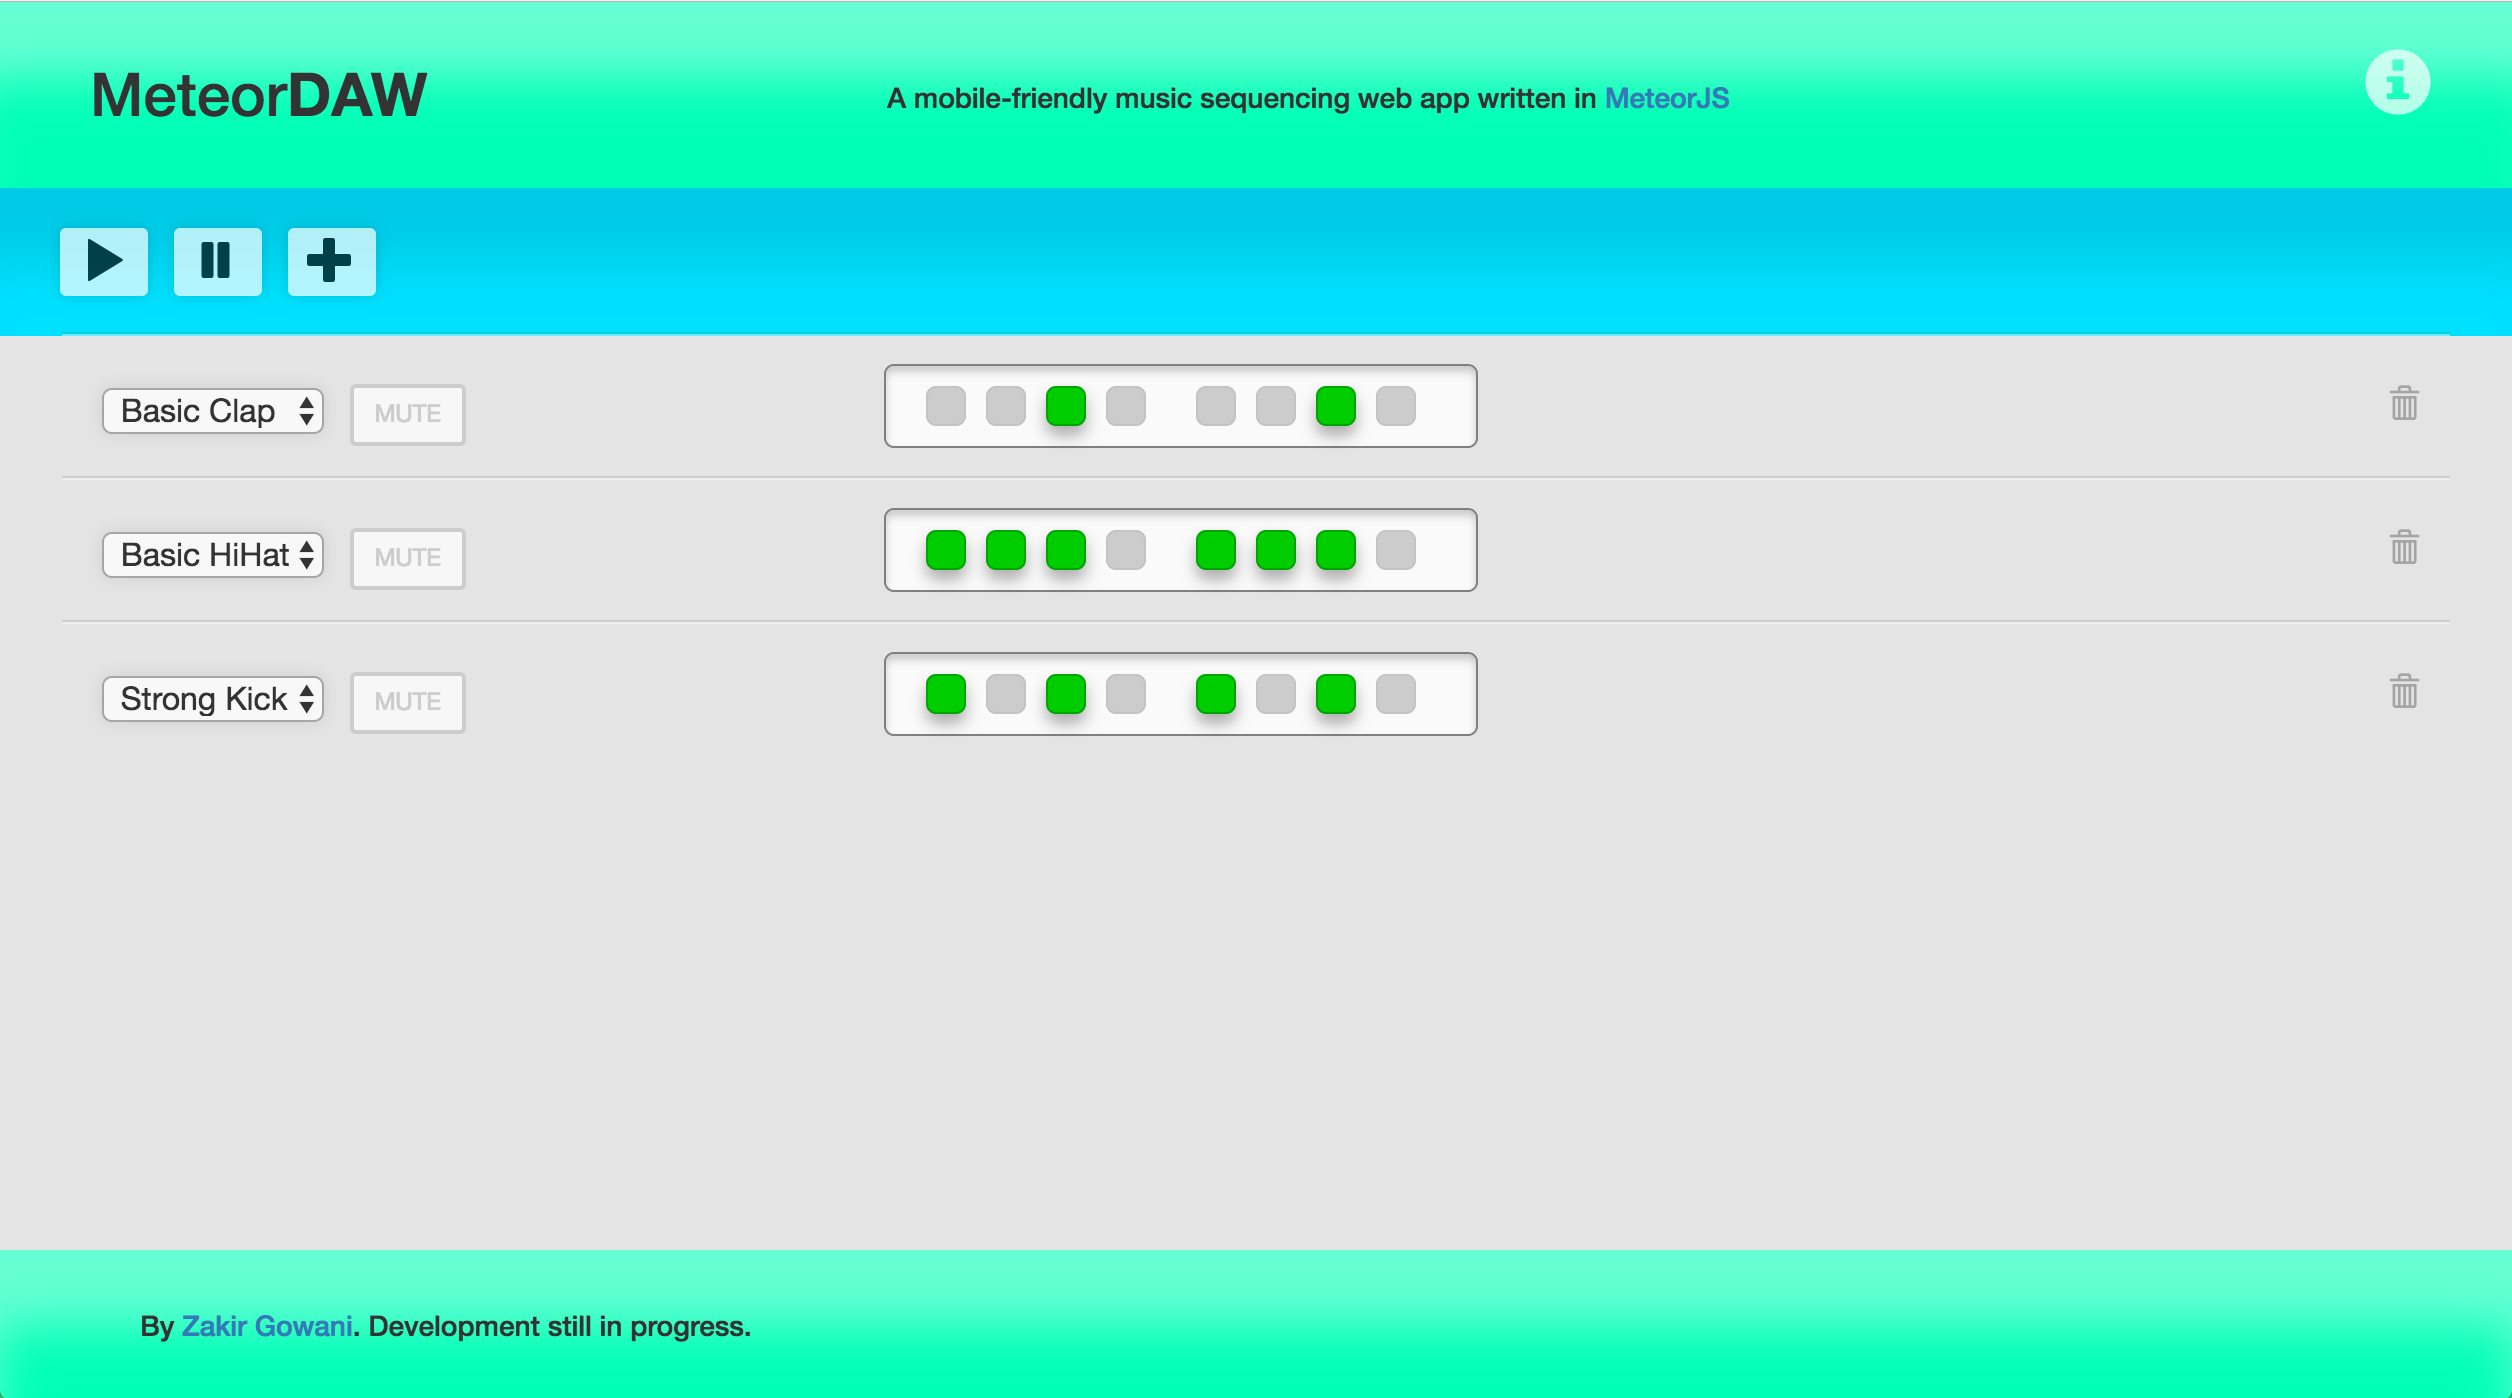 MeteorDAW
A mobile-friendly music sequencing web app written in MeteorJS
Basic Clap MUTE
Basic HiHat MUTE
Strong Kick MUTE
By Zakir Gowani. Development still in progress.